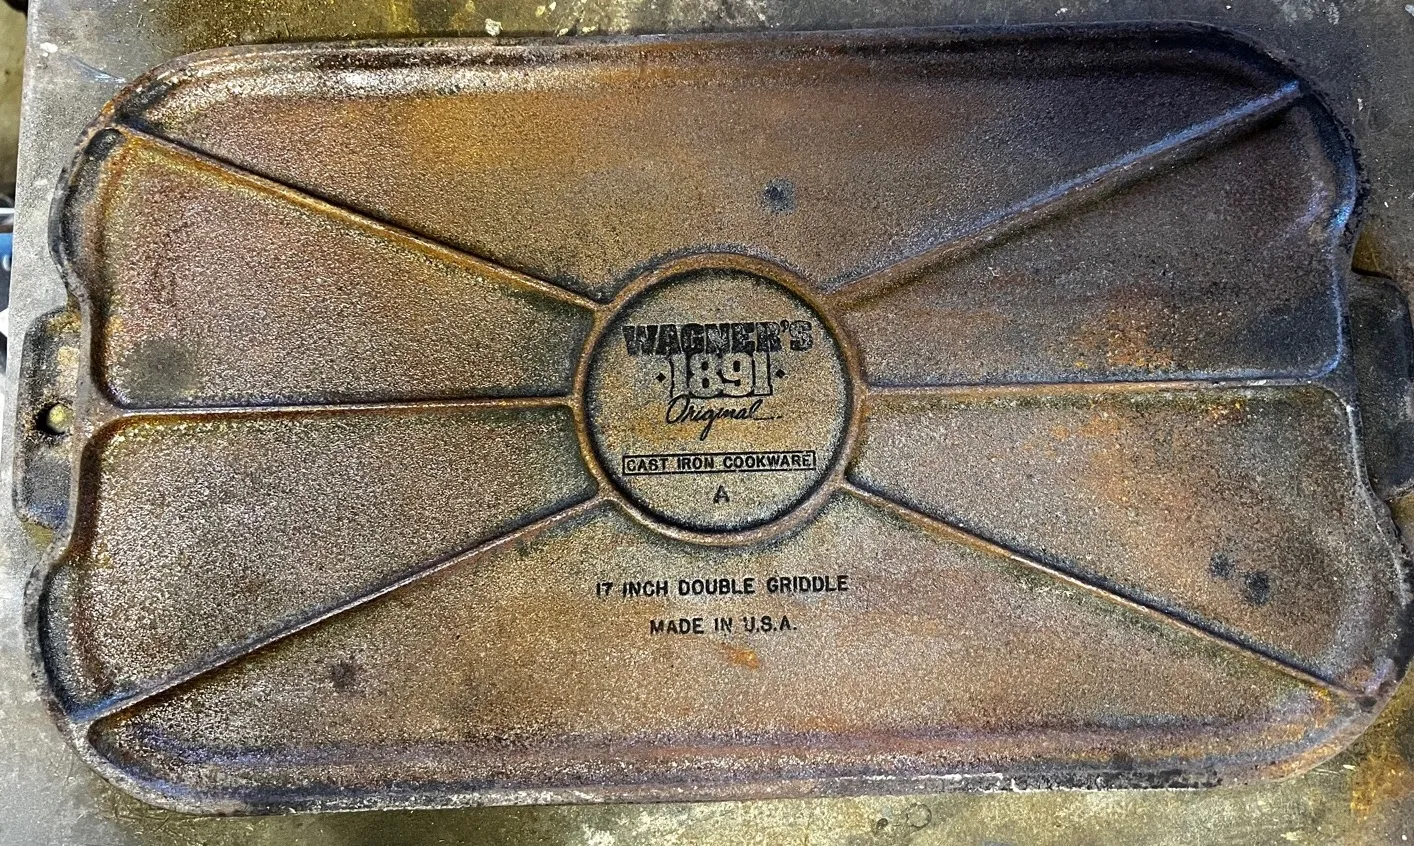 WAGNER'S
·1891·
Original
CAST IRON COOKWARE
A
17 INCH DOUBLE GRIDDLE
MADE IN U.S.A.